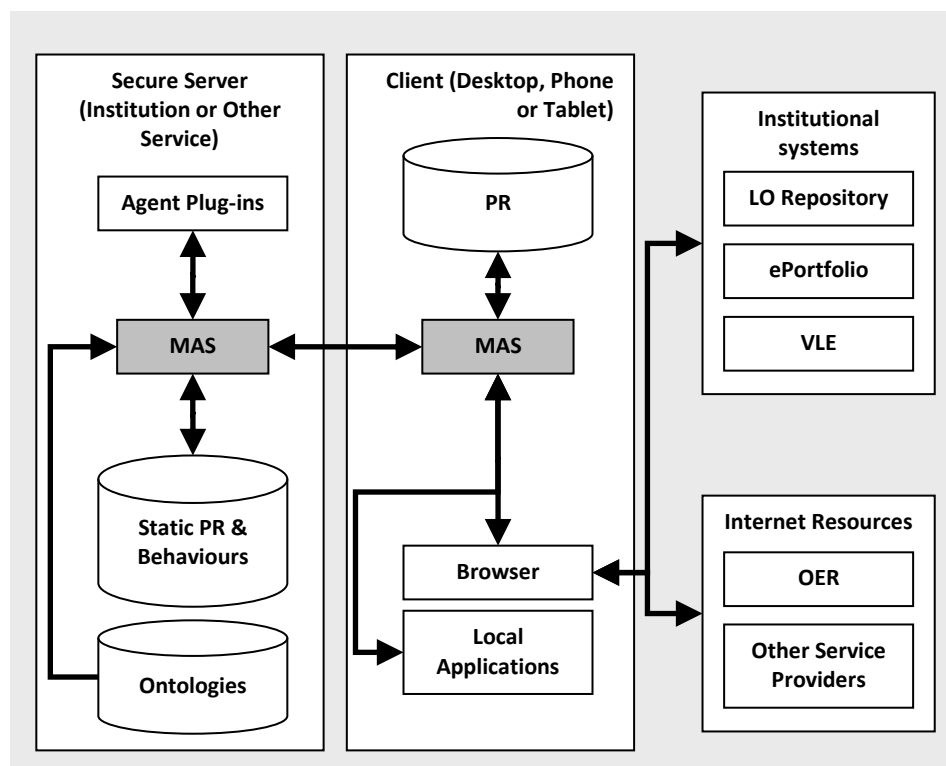 Secure Server
(Institution or Other
Service)
Agent Plug-ins
MAS
Static PR &
Behaviours
Ontologies
Client (Desktop, Phone
or Tablet)
PR
MAS
Browser
Local
Applications
Institutional
systems
LO Repository
ePortfolio
VLE
Internet Resources
OER
Other Service
Providers